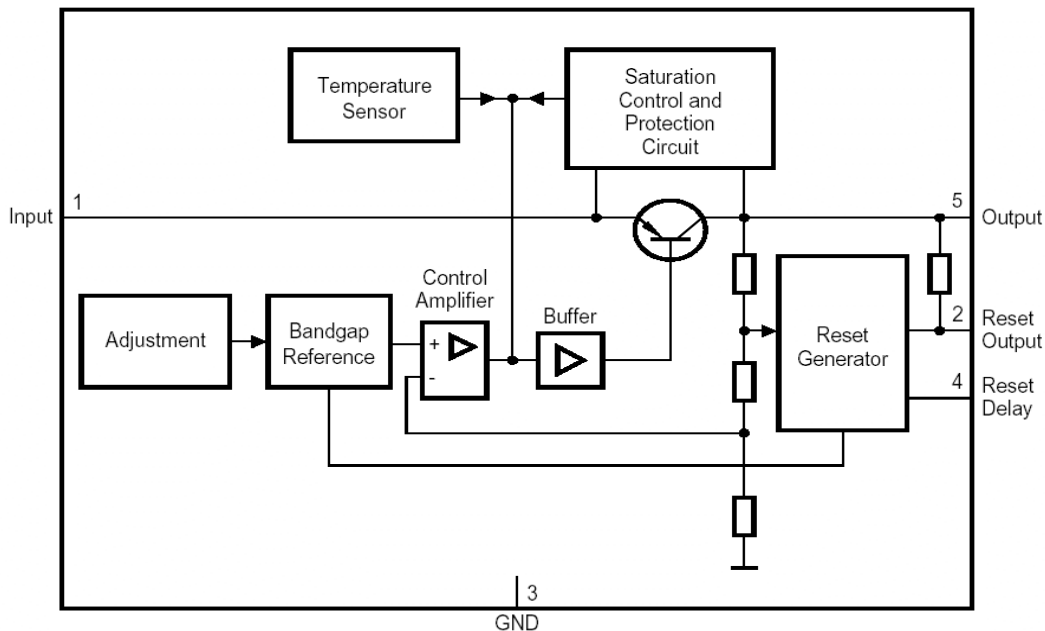 Temperature
Sensor
Saturation
Control and
Protection
Circuit
Input
1
5
Output
Control
Amplifier
Buffer
Adjustment
Bandgap
Reference
+
-
Reset
Generator
2
Reset
Output
4
Reset
Delay
3
GND